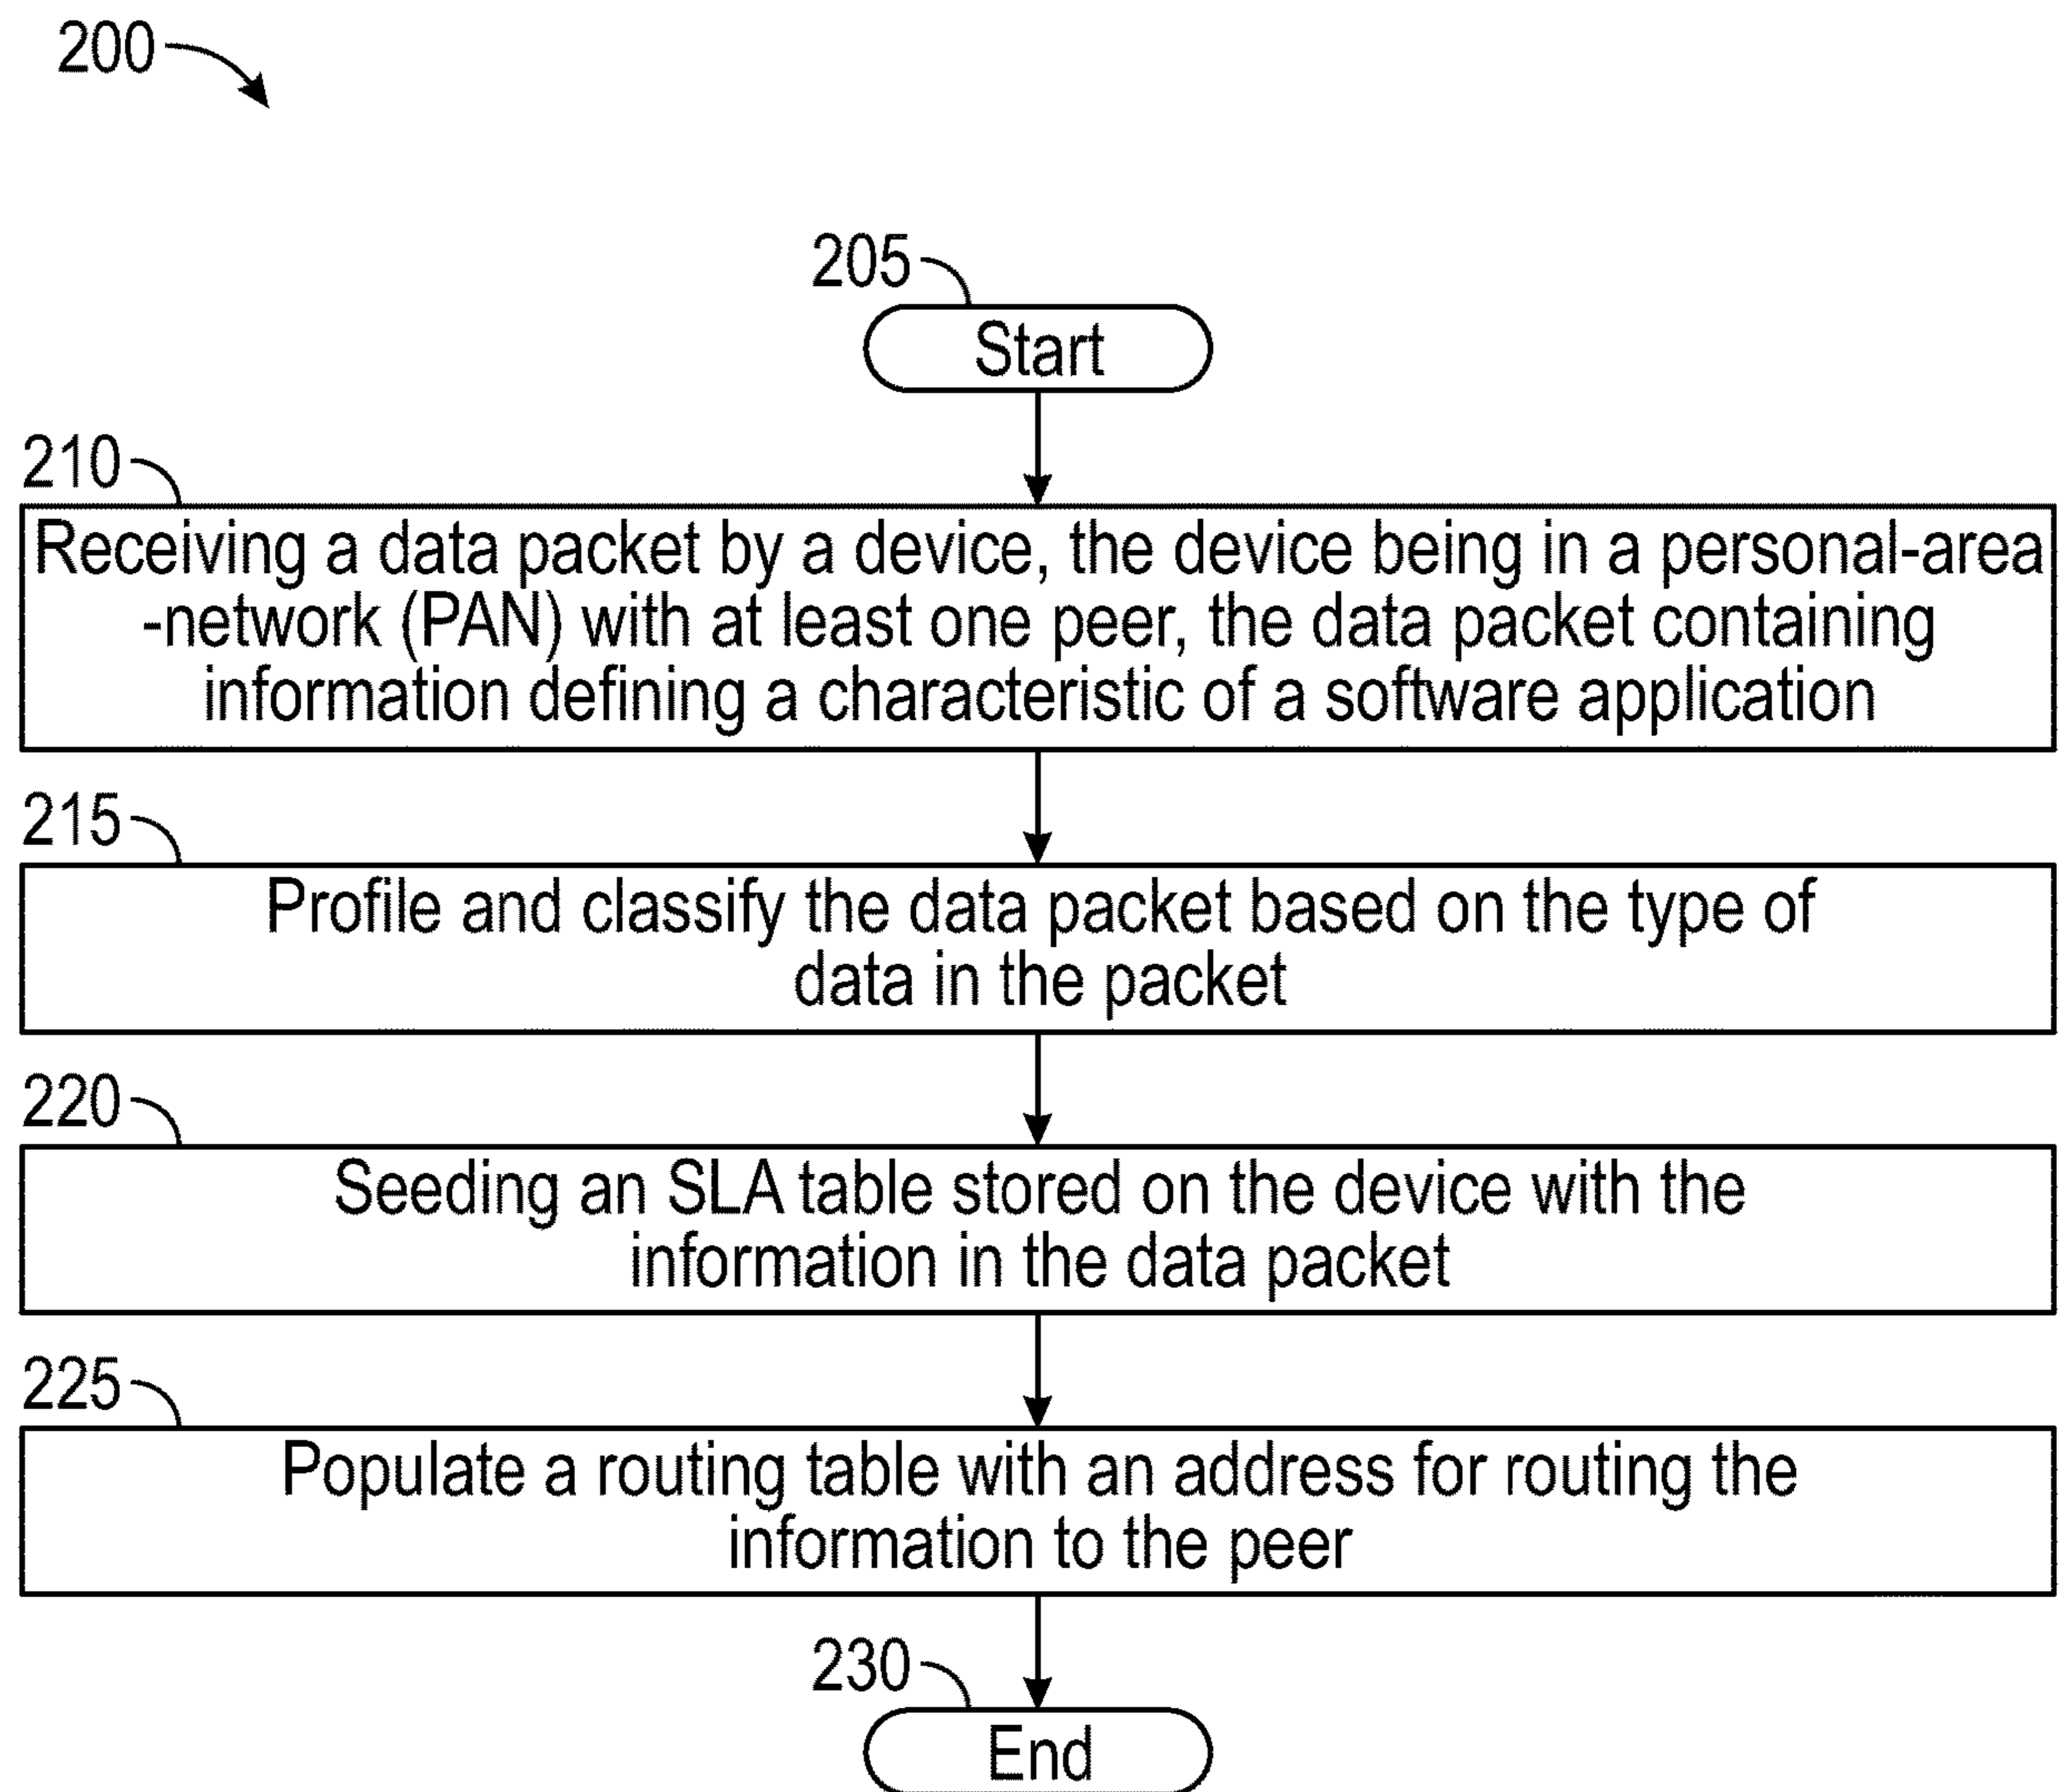 200
205
Start
210
Receiving a data packet by a device, the device being in a personal-area
-network (PAN) with at least one peer, the data packet containing
information defining a characteristic of a software application
215
Profile and classify the data packet based on the type of
data in the packet
220
Seeding an SLA table stored on the device with the
information in the data packet
225
Populate a routing table with an address for routing the
information to the peer
230
End